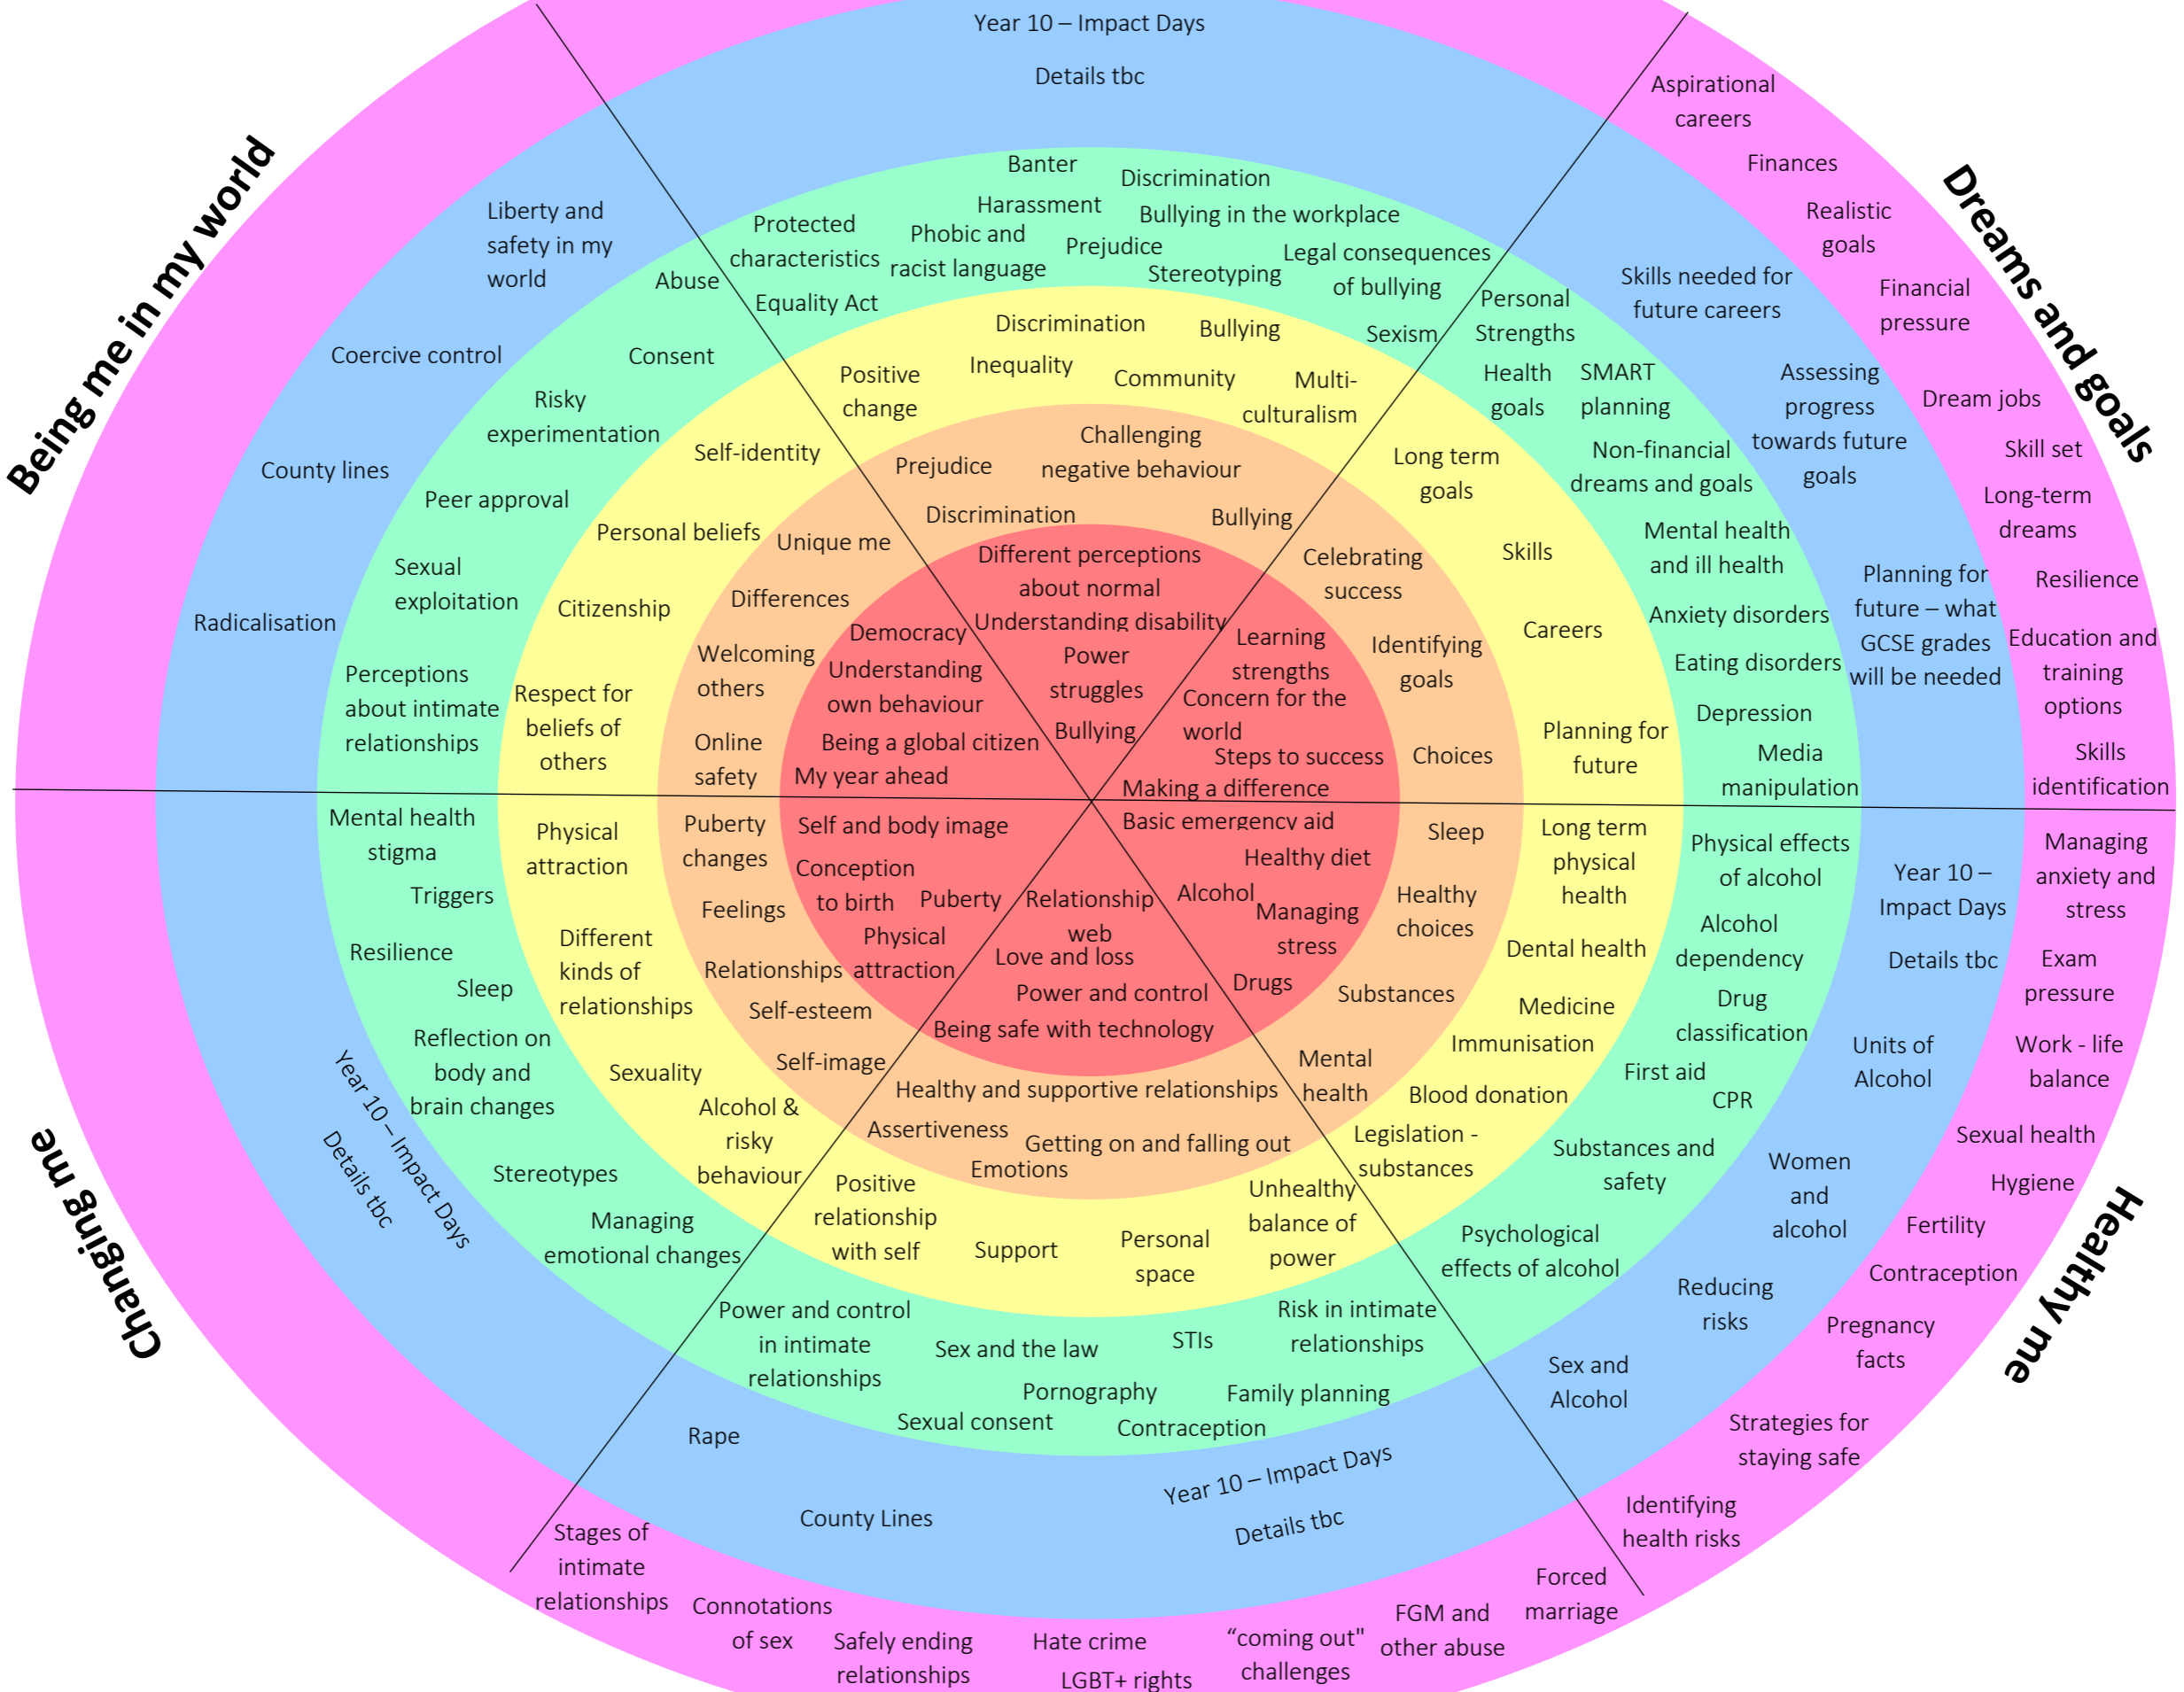 Being me in my world
Dreams and goals
Healthy me
Changing me
Year 10 – Impact Days
Details tbc
Banter
Discrimination
Harassment
Bullying in the workplace
Protected
characteristics
Phobic and
racist language
Prejudice
Stereotyping
Legal consequences
of bullying
Equality Act
Sexism
Discrimination
Bullying
Inequality
Community
Positive
change
Multi-
culturalism
Challenging
negative behaviour
Prejudice
Discrimination
Bullying
Different perceptions
about normal
Understanding disability
Power
struggles
Bullying
Aspirational
careers
Finances
Realistic
goals
Financial
pressure
Dream jobs
Skill set
Long-term
dreams
Resilience
Education and
training
options
Skills
identification
Skills needed for
future careers
Assessing
progress
towards future
goals
Planning for
future – what
GCSE grades
will be needed
Personal
Strengths
Health
goals
SMART
planning
Non-financial
dreams and goals
Mental health
and ill health
Anxiety disorders
Eating disorders
Depression
Media
manipulation
Long term
goals
Skills
Careers
Planning for
future
Celebrating
success
Identifying
goals
Choices
Learning
strengths
Concern for the
world
Steps to success
Making a difference
Basic emergency aid
Healthy diet
Alcohol
Managing
stress
Drugs
Sleep
Healthy
choices
Substances
Mental
health
Long term
physical
health
Dental health
Medicine
Immunisation
Blood donation
Legislation -
substances
Physical effects
of alcohol
Alcohol
dependency
Drug
classification
First aid
CPR
Substances and
safety
Psychological
effects of alcohol
Year 10 –
Impact Days
Details tbc
Units of
Alcohol
Women
and
alcohol
Reducing
risks
Sex and
Alcohol
Managing
anxiety and
stress
Exam
pressure
Work - life
balance
Sexual health
Hygiene
Fertility
Contraception
Pregnancy
facts
Strategies for
staying safe
Identifying
health risks
Relationship
web
Love and loss
Power and control
Being safe with technology
Healthy and supportive relationships
Assertiveness
Getting on and falling out
Emotions
Positive
relationship
with self
Support
Personal
space
Unhealthy
balance of
power
Power and control
in intimate
relationships
Sex and the law
STIs
Risk in intimate
relationships
Pornography
Family planning
Sexual consent
Contraception
Rape
County Lines
Year 10 – Impact Days
Details tbc
Stages of
intimate
relationships
Connotations
of sex
Safely ending
relationships
Hate crime
LGBT+ rights
“coming out"
challenges
FGM and
other abuse
Forced
marriage
Self and body image
Conception
to birth
Puberty
Physical
attraction
Puberty
changes
Feelings
Relationships
Self-esteem
Self-image
Physical
attraction
Different
kinds of
relationships
Sexuality
Alcohol &
risky
behaviour
Mental health
stigma
Triggers
Resilience
Sleep
Reflection on
body and
brain changes
Stereotypes
Managing
emotional changes
Year 10 – Impact Days
Details tbc
Liberty and
safety in my
world
Coercive control
County lines
Radicalisation
Abuse
Consent
Risky
experimentation
Peer approval
Sexual
exploitation
Perceptions
about intimate
relationships
Self-identity
Personal beliefs
Citizenship
Respect for
beliefs of
others
Unique me
Differences
Welcoming
others
Online
safety
Democracy
Understanding
own behaviour
Being a global citizen
My year ahead